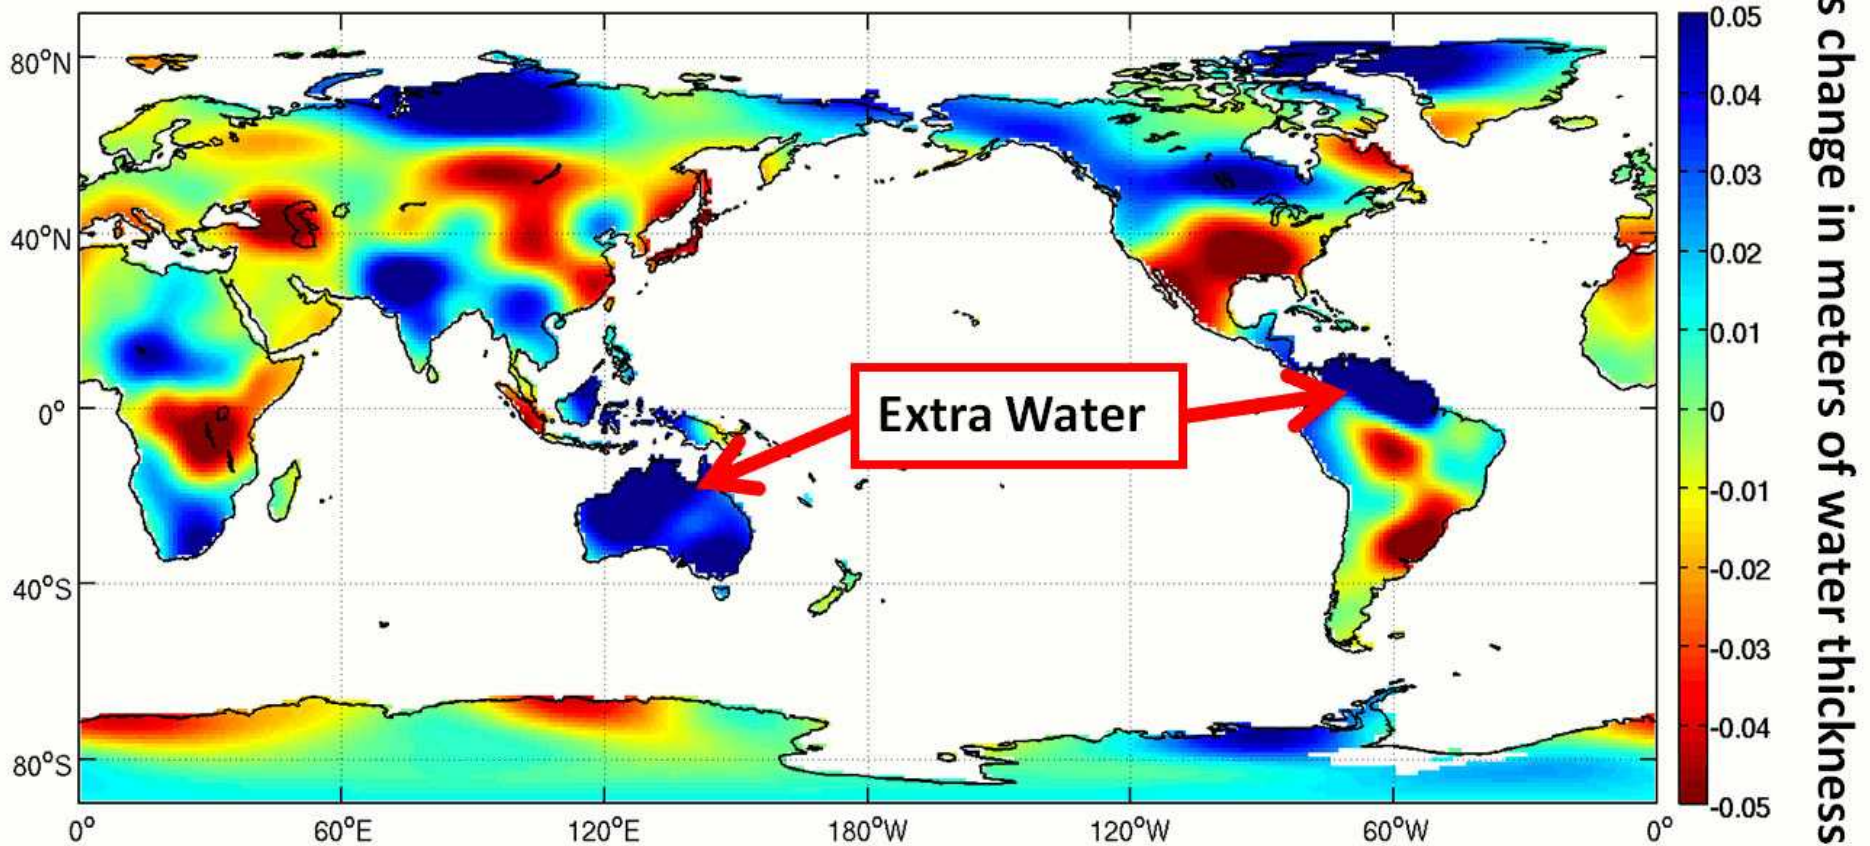 80°N
40°N
0°
40°S
80°S
0°
60°E
120°E
180°W
120°W
60°W
0°
Extra Water
0.05
0.04
0.03
0.02
0.01
0
-0.01
-0.02
-0.03
-0.04
-0.05
s change in meters of water thickness